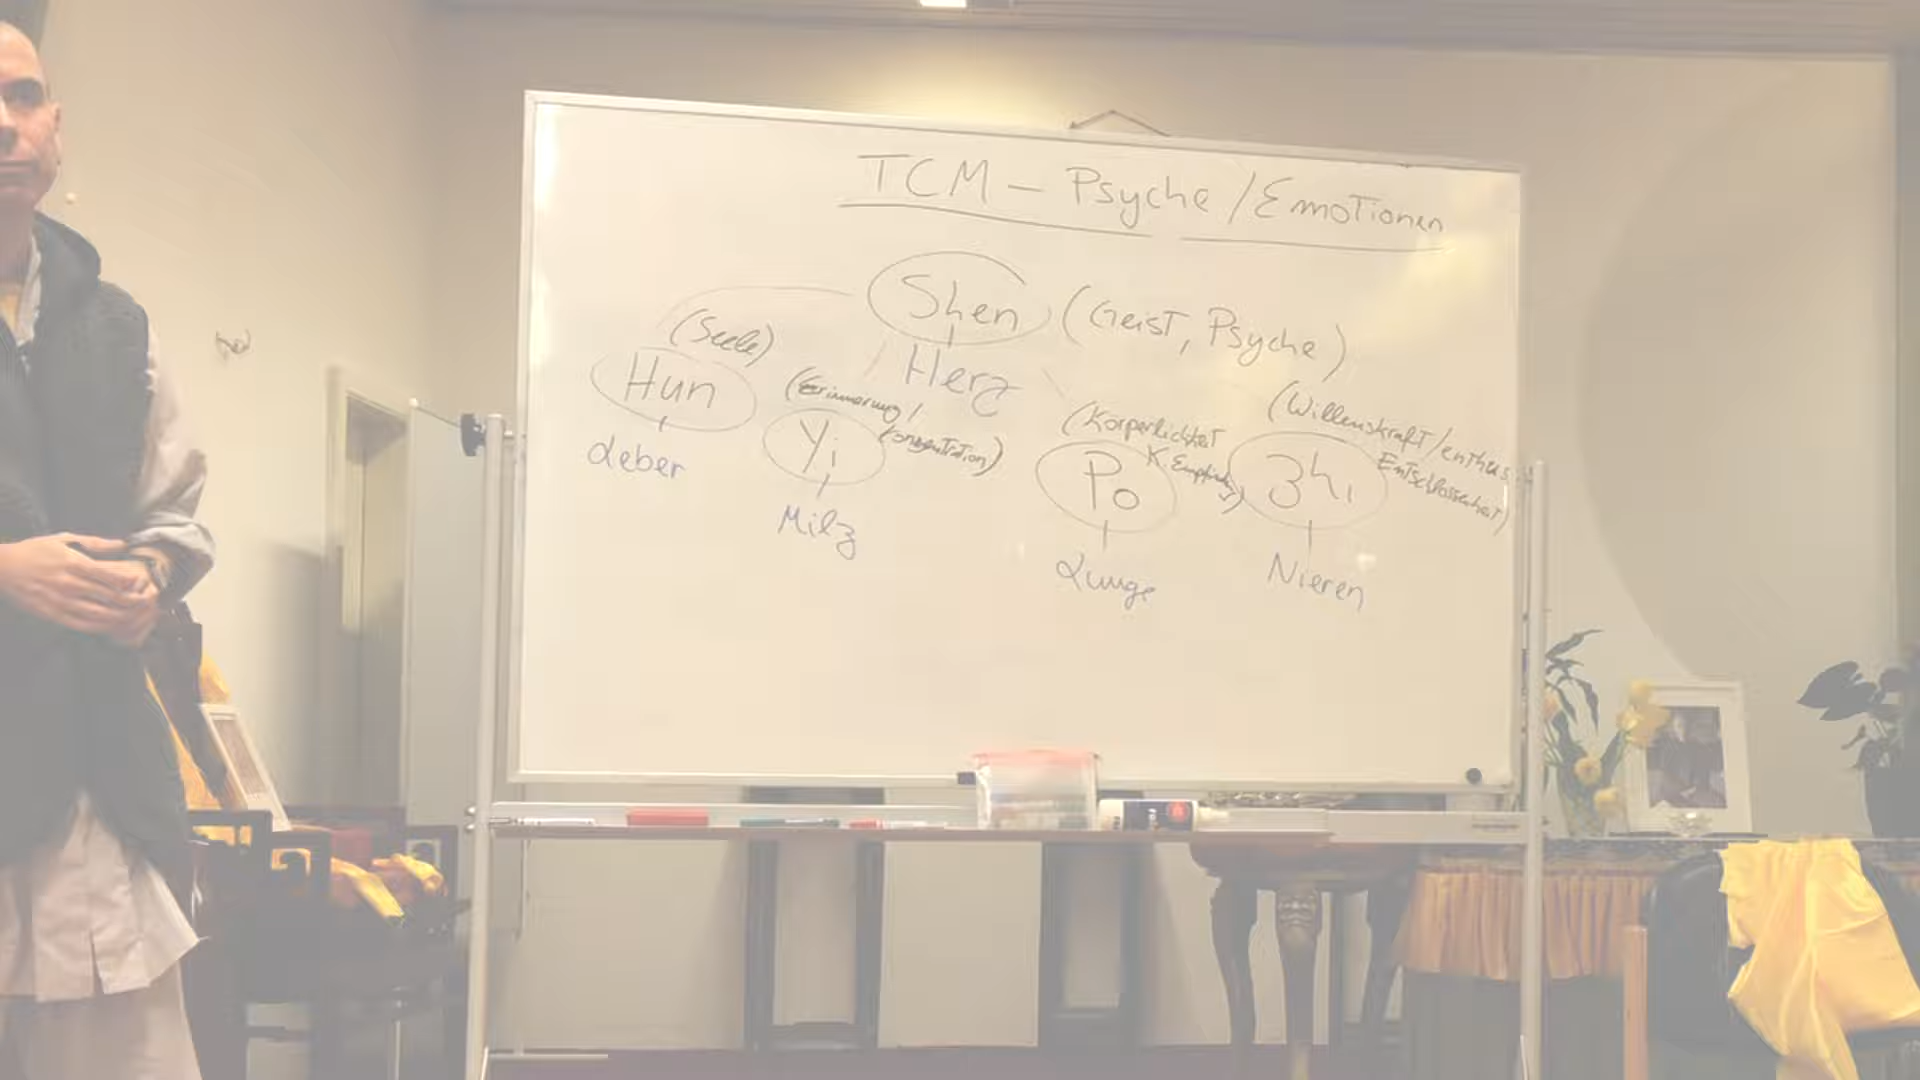 TCM – Psyche/Emotionen
Shen (Geist, Psyche)
Herz
(Seele)
Hun
Leber
(Erinnerung/
Konzentration)
Yi
Milz
(Körperlichkeit
K. Empfindung)
Po
Lunge
(Willenskraft/enthus.
Entschlossenheit)
Zhi
Nieren